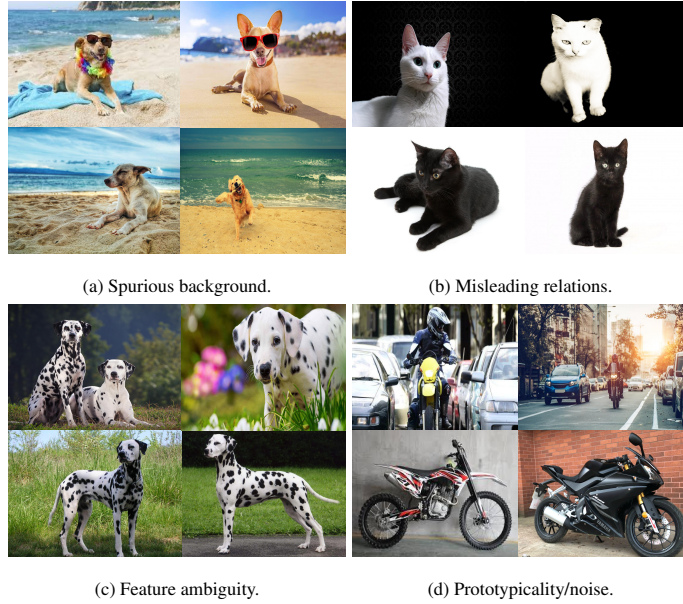 (a) Spurious background.
(b) Misleading relations.
(c) Feature ambiguity.
(d) Prototypicality/noise.